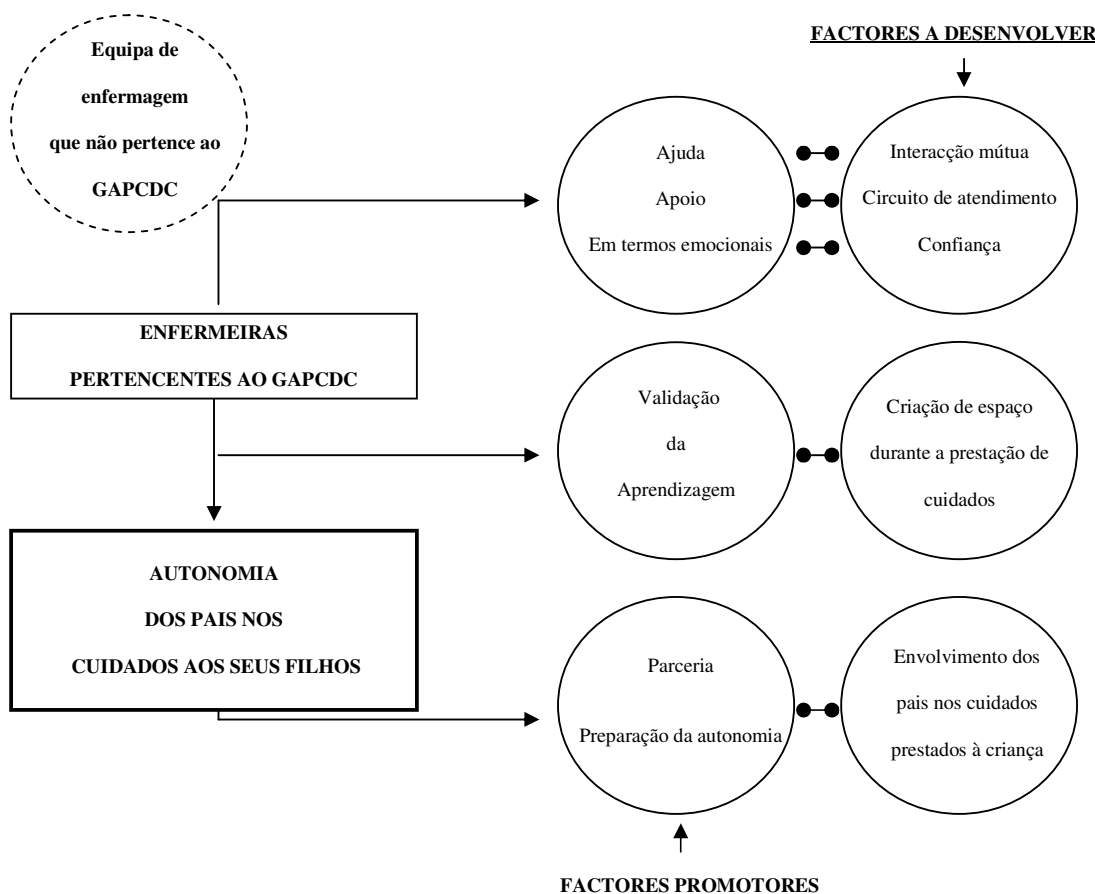 Equipa de
enfermagem
que não pertence ao
GAPCDC
FACTORES A DESENVOLVER
Ajuda
Apoio
Em termos emocionais
Interacção mútua
Circuito de atendimento
Confiança
ENFERMEIRAS
PERTENCENTES AO GAPCDC
Validação
da
Aprendizagem
Criação de espaço
durante a prestação de
cuidados
AUTONOMIA
DOS PAIS NOS
CUIDADOS AOS SEUS FILHOS
Parceria
Preparação da autonomia
Envolvimento dos
pais nos cuidados
prestados à criança
FACTORES PROMOTORES